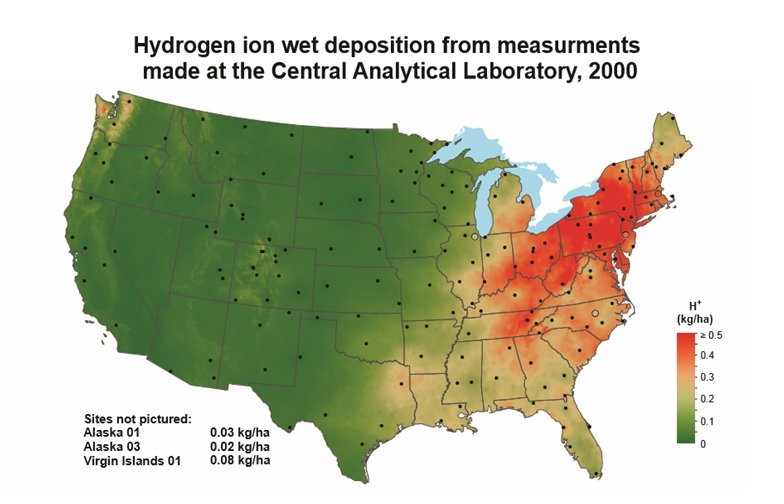 Hydrogen ion wet deposition from measurments
made at the Central Analytical Laboratory, 2000
H+
(kg/ha)
≥ 0.5
0.4
0.3
0.2
0.1
0
Sites not pictured:
Alaska 01 0.03 kg/ha
Alaska 03 0.02 kg/ha
Virgin Islands 01 0.08 kg/ha